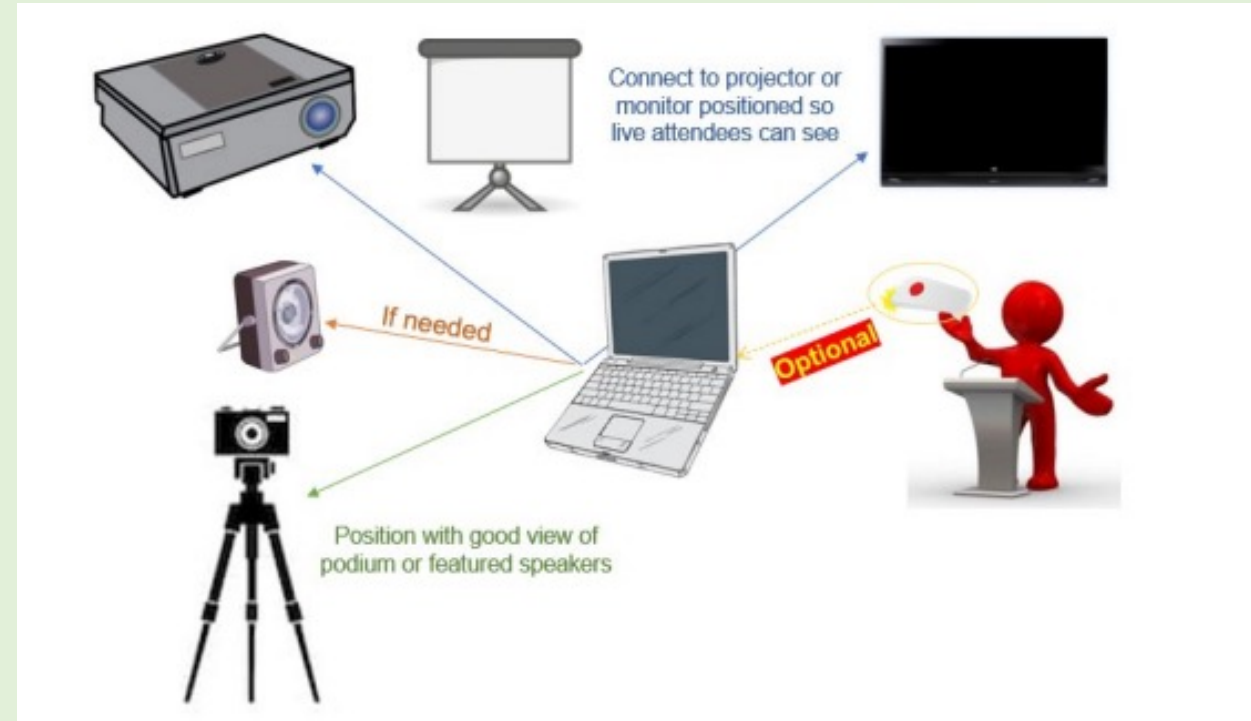 Connect to projector or
monitor positioned so
live attendees can see
If needed
Optional
Position with good view of
podium or featured speakers